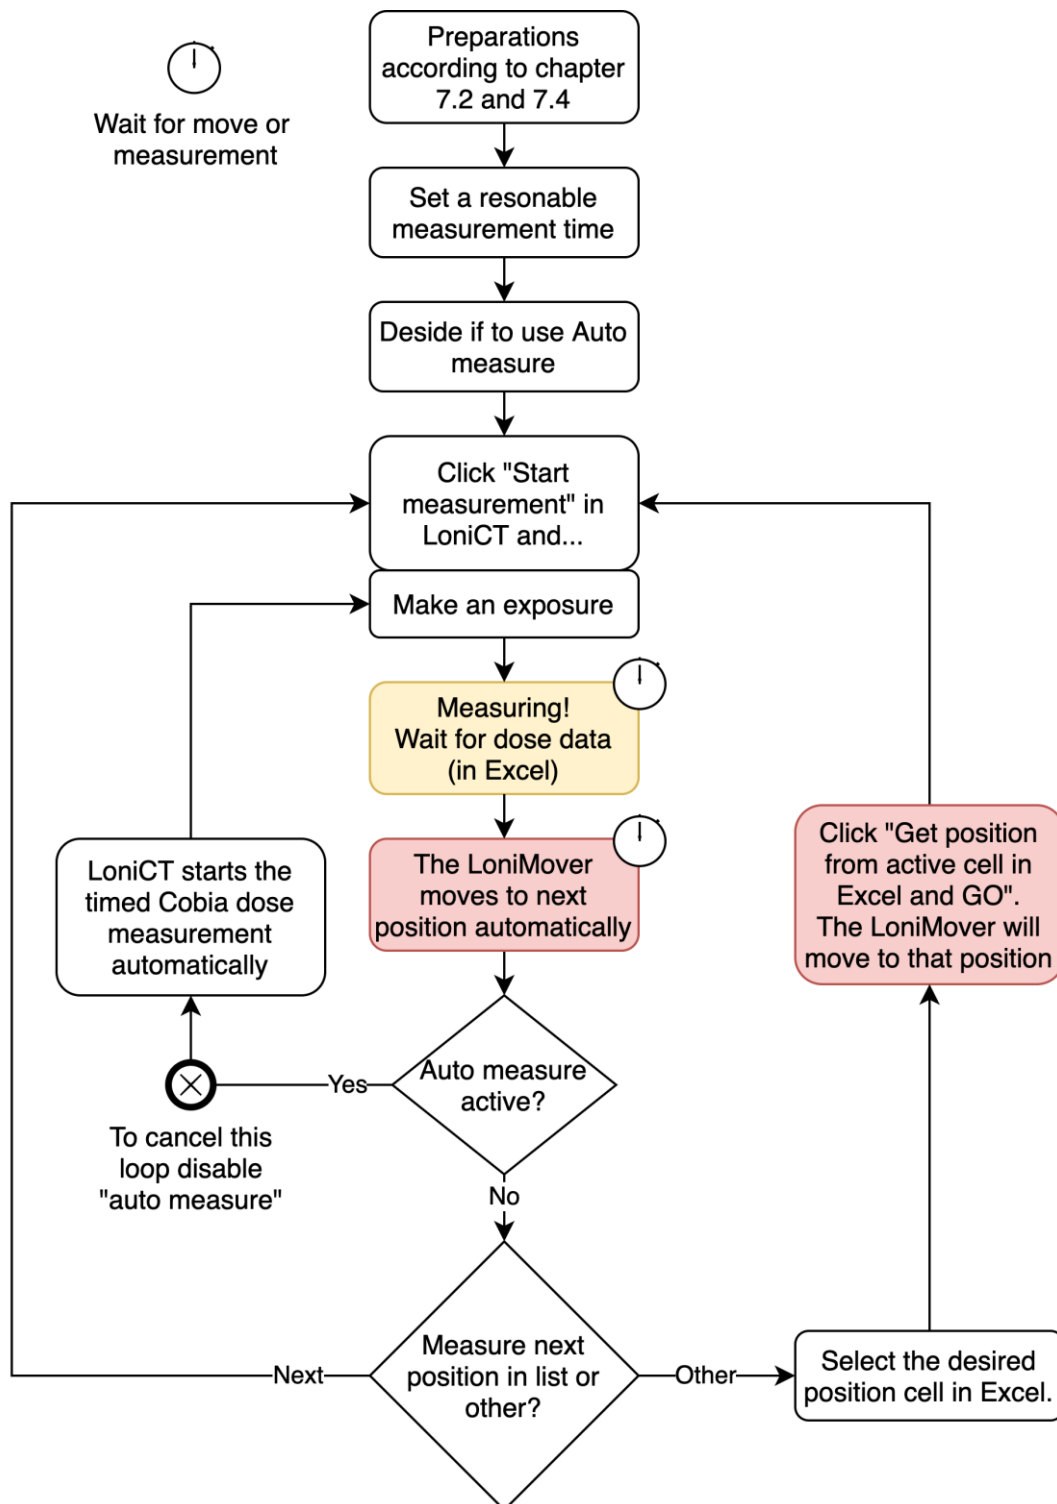 Preparations
according to chapter
7.2 and 7.4
Wait for move or
measurement
Set a resonable
measurement time
Deside if to use Auto
measure
Click "Start
measurement" in
LoniCT and...
Make an exposure
Measuring!
Wait for dose data
(in Excel)
The LoniMover
moves to next
position automatically
LoniCT starts the
timed Cobia dose
measurement
automatically
Click "Get position
from active cell in
Excel and GO".
The LoniMover will
move to that position
Auto measure
active?
Yes
To cancel this
loop disable
"auto measure"
No
Measure next
position in list or
other?
Next
Other
Select the desired
position cell in Excel.